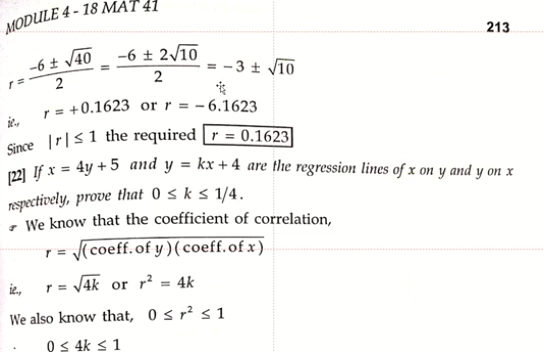 MODULE 4 - 18 MAT 41
213
r = (-6 ± √40)/2 = (-6 ± 2√10)/2 = -3 ± √10
ie., r = +0.1623 or r = -6.1623
Since |r| ≤ 1 the required r = 0.1623
[22] If x = 4y + 5 and y = kx + 4 are the regression lines of x on y and y on x
respectively, prove that 0 ≤ k ≤ 1/4.
☞ We know that the coefficient of correlation,
r = √(coeff. of y)(coeff. of x)
ie., r = √4k or r² = 4k
We also know that, 0 ≤ r² ≤ 1
0 ≤ 4k ≤ 1